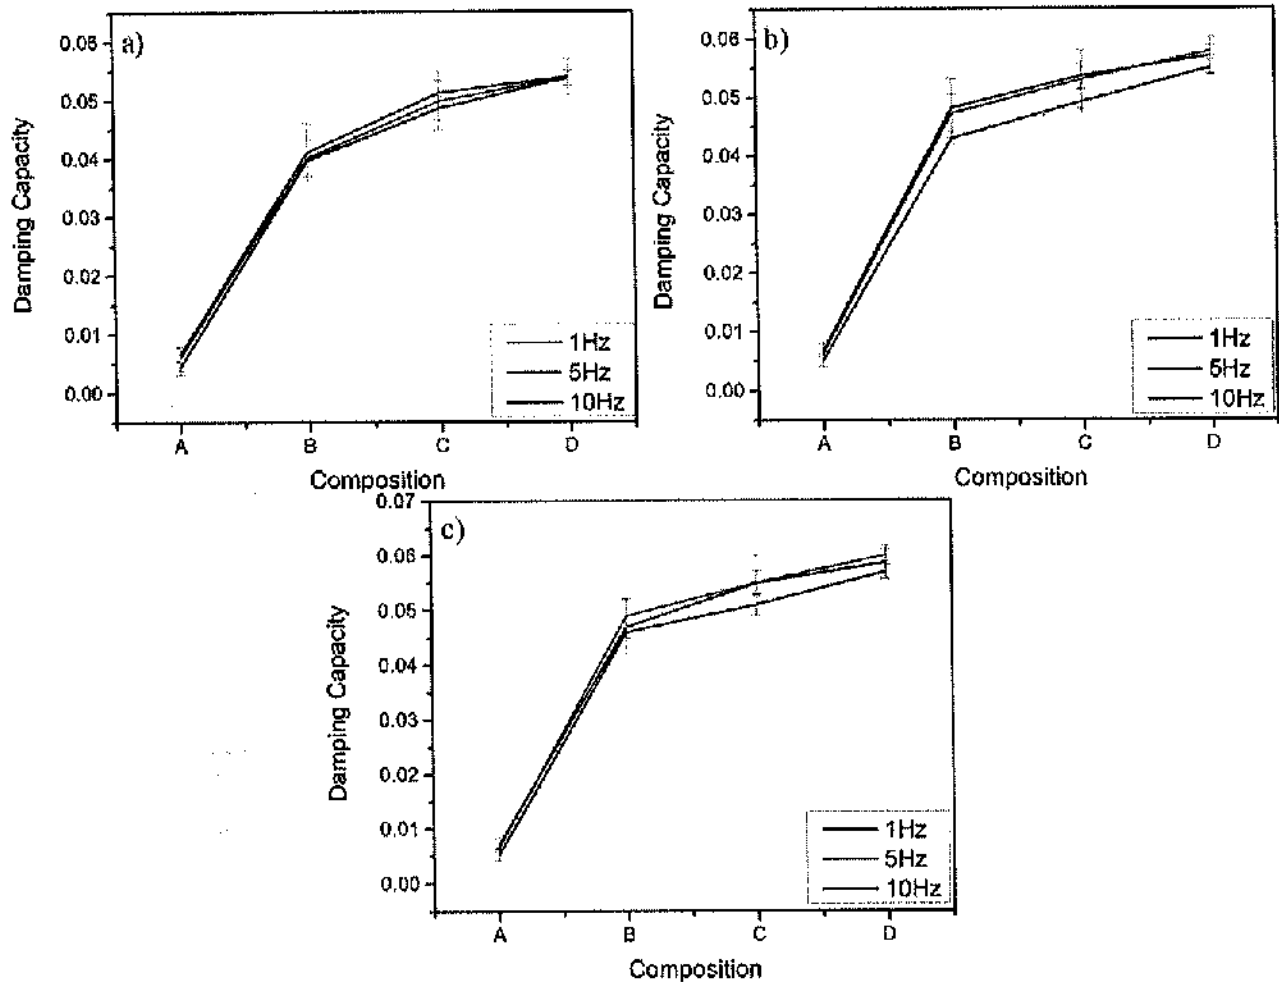 a)
0.06
0.05
0.04
0.03
0.02
0.01
0.00
Damping Capacity
A B C D
Composition
1Hz
5Hz
10Hz
b)
0.06
0.05
0.04
0.03
0.02
0.01
0.00
Damping Capacity
A B C D
Composition
1Hz
5Hz
10Hz
c)
0.07
0.06
0.05
0.04
0.03
0.02
0.01
0.00
Damping Capacity
A B C D
Composition
1Hz
5Hz
10Hz